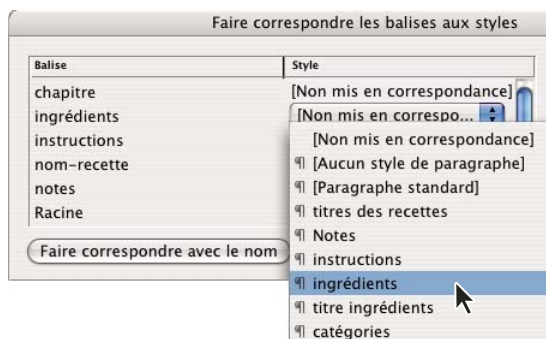 Faire correspondre les balises aux styles
Balise Style
chapitre [Non mis en correspondance]
ingrédients [Non mis en correspo...
instructions [Non mis en correspondance]
nom-recette ¶ [Aucun style de paragraphe]
notes ¶ [Paragraphe standard]
Racine ¶ titres des recettes
¶ Notes
Faire correspondre avec le nom ¶ instructions
¶ ingrédients
¶ titre ingrédients
¶ catégories